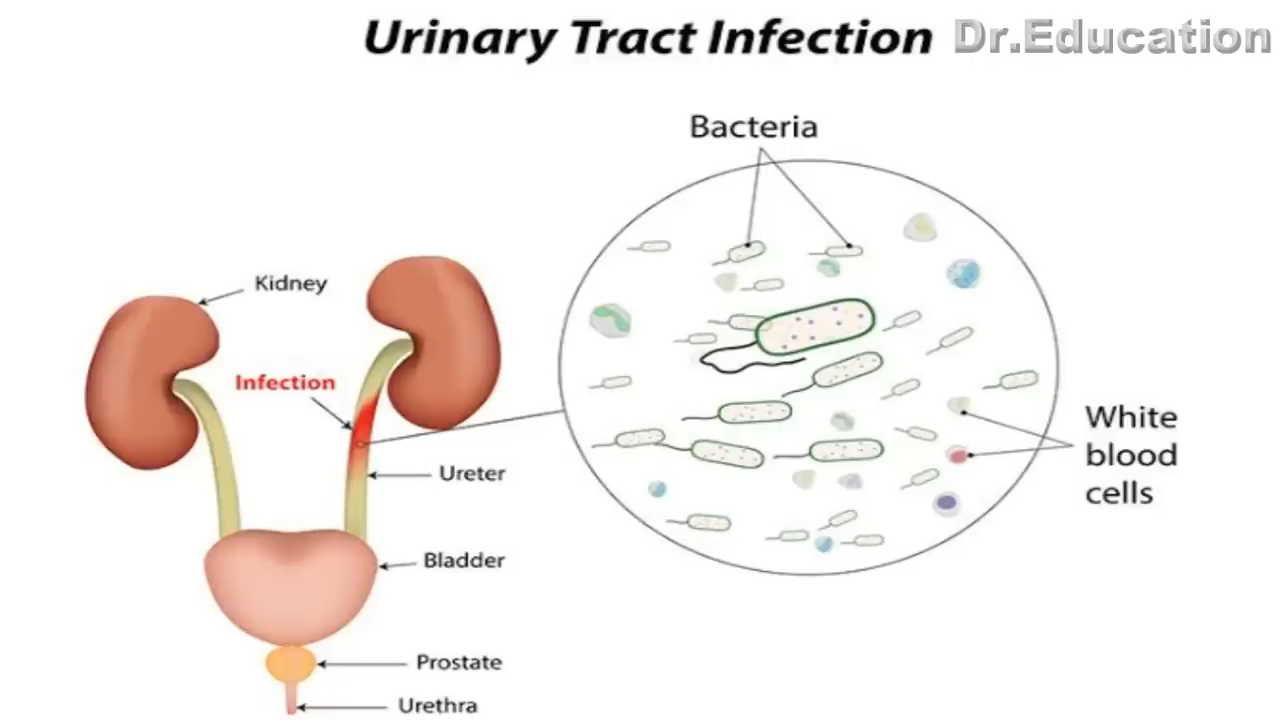 Urinary Tract Infection
Dr.Education
Bacteria
Kidney
Infection
Ureter
White
blood
cells
Bladder
Prostate
Urethra